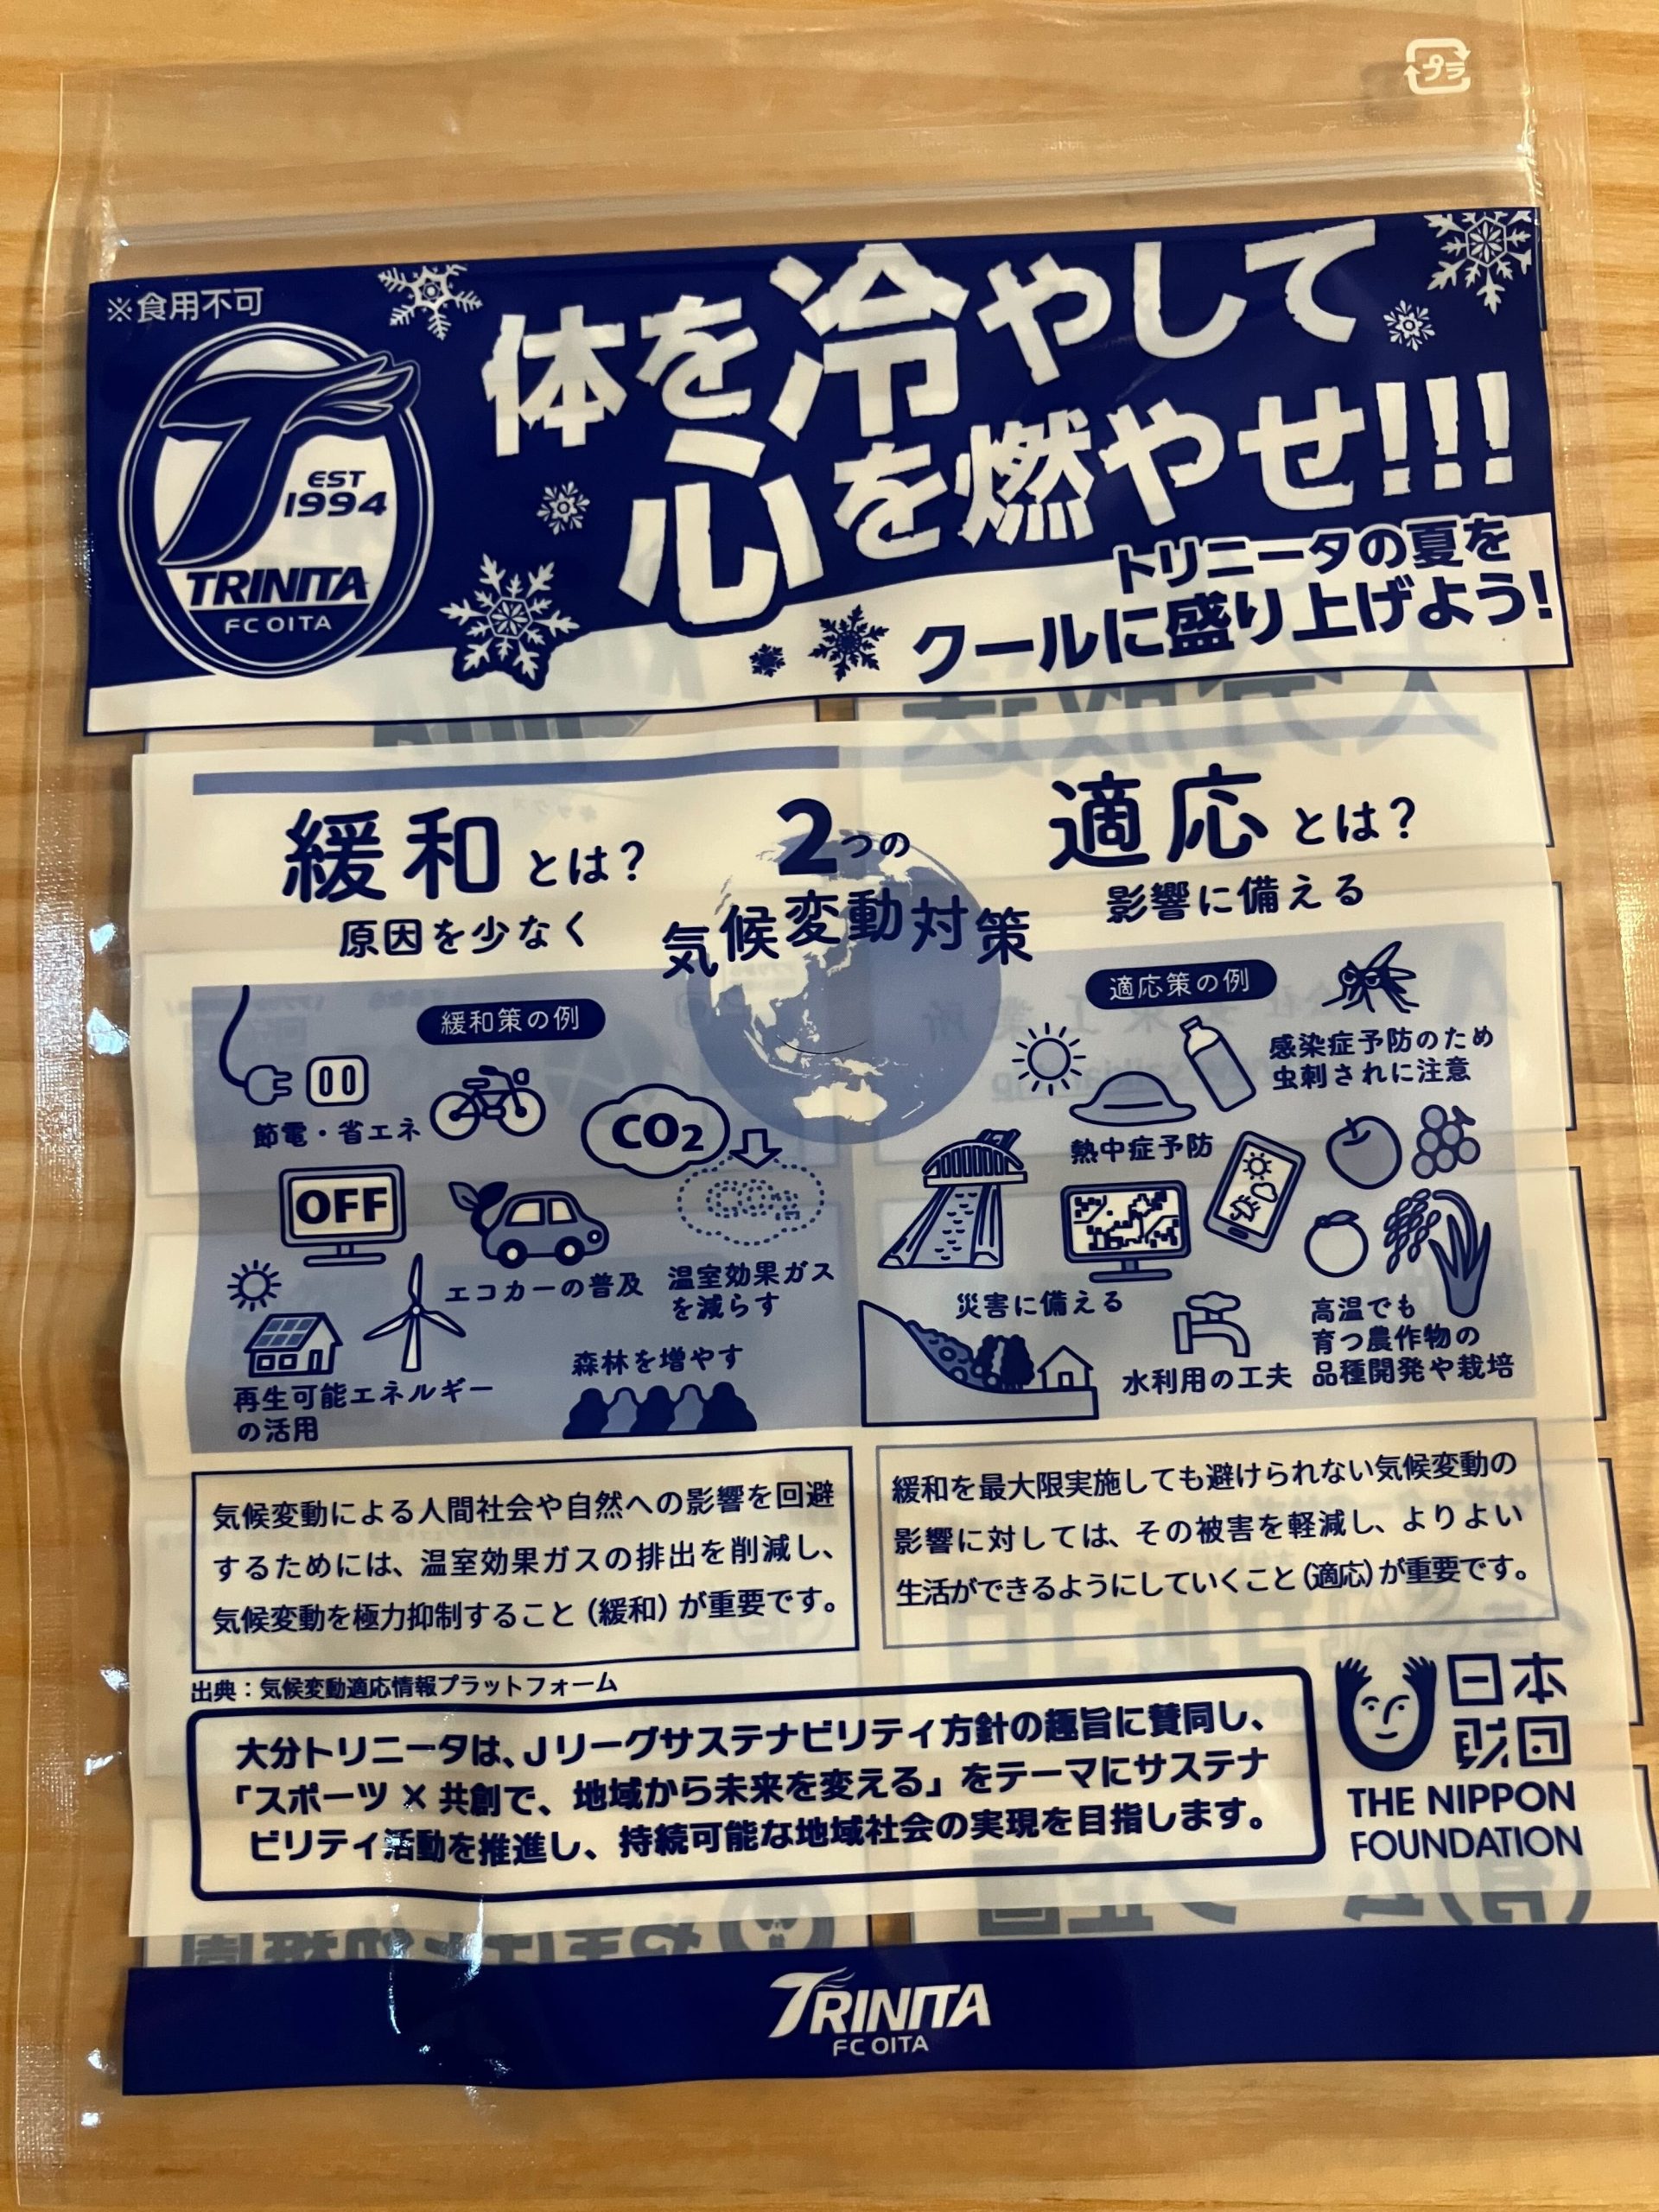 プラ
※食用不可
体を冷やして
心を燃やせ!!!
EST
1994
TRINITA
FC OITA
トリニータの夏を
クールに盛り上げよう!
緩和とは?
原因を少なく
2つの
気候変動対策
適応とは?
影響に備える
緩和策の例
節電・省エネ
CO2
CO2
OFF
エコカーの普及
温室効果ガス
を減らす
再生可能エネルギー
の活用
森林を増やす
適応策の例
感染症予防のため
虫刺されに注意
熱中症予防
災害に備える
水利用の工夫
高温でも
育つ農作物の
品種開発や栽培
気候変動による人間社会や自然への影響を回避
するためには、温室効果ガスの排出を削減し、
気候変動を極力抑制すること(緩和)が重要です。
緩和を最大限実施しても避けられない気候変動の
影響に対しては、その被害を軽減し、よりよい
生活ができるようにしていくこと(適応)が重要です。
出典:気候変動適応情報プラットフォーム
大分トリニータは、Jリーグサステナビリティ方針の趣旨に賛同し、
「スポーツ×共創で、地域から未来を変える」をテーマにサステナ
ビリティ活動を推進し、持続可能な地域社会の実現を目指します。
日本
財団
THE NIPPON
FOUNDATION
TRINITA
FC OITA